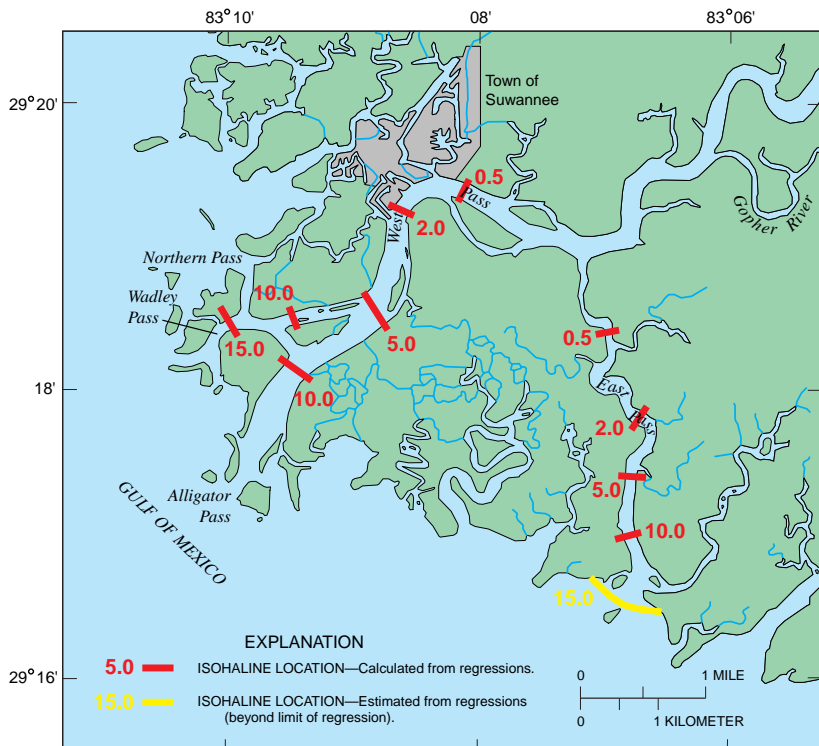 83°10'
08'
83°06'
29°20'
Town of
Suwannee
0.5
Pass
2.0
West
Gopher River
Northern Pass
Wadley
Pass
10.0
15.0
5.0
0.5
10.0
18'
East
Pass
2.0
5.0
Alligator
Pass
GULF OF MEXICO
10.0
15.0
EXPLANATION
5.0 ISOHALINE LOCATION—Calculated from regressions.
15.0 ISOHALINE LOCATION—Estimated from regressions
(beyond limit of regression).
29°16'
0 1 MILE
0 1 KILOMETER